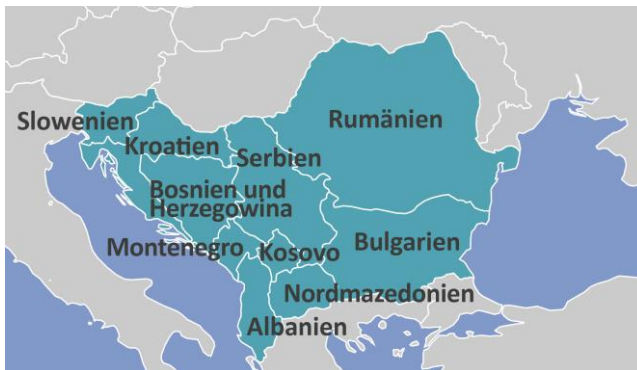 Slowenien
Rumänien
Kroatien
Serbien
Bosnien und
Herzegowina
Montenegro
Kosovo
Bulgarien
Nordmazedonien
Albanien